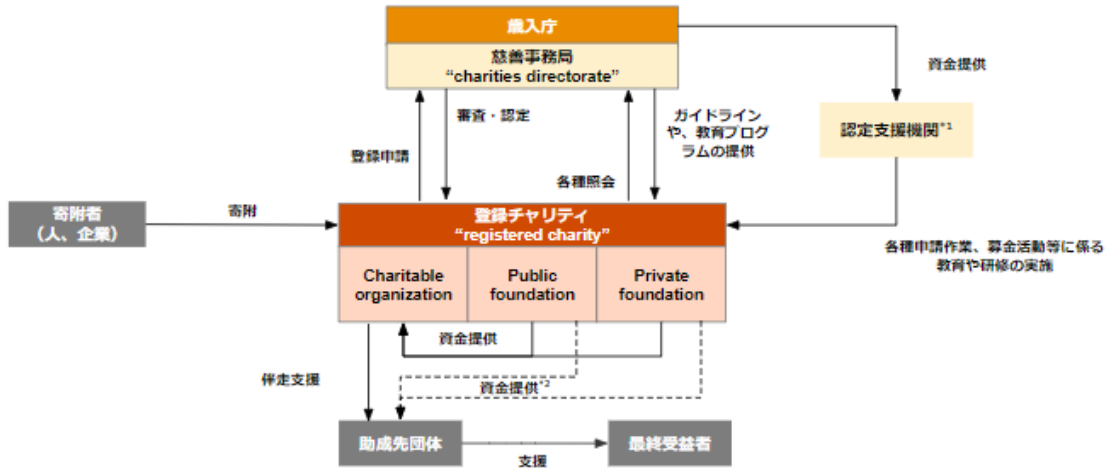 歳入庁
慈善事務局
“charities directorate”
資金提供
審査・認定
ガイドライン
や、教育プログ
ラムの提供
認定支援機関*1
登録申請
各種照会
寄附者
（人、企業）
寄附
登録チャリティ
“registered charity”
各種申請作業、募金活動等に係る
教育や研修の実施
Charitable
organization
Public
foundation
Private
foundation
資金提供
伴走支援
資金提供*2
助成先団体
支援
最終受益者